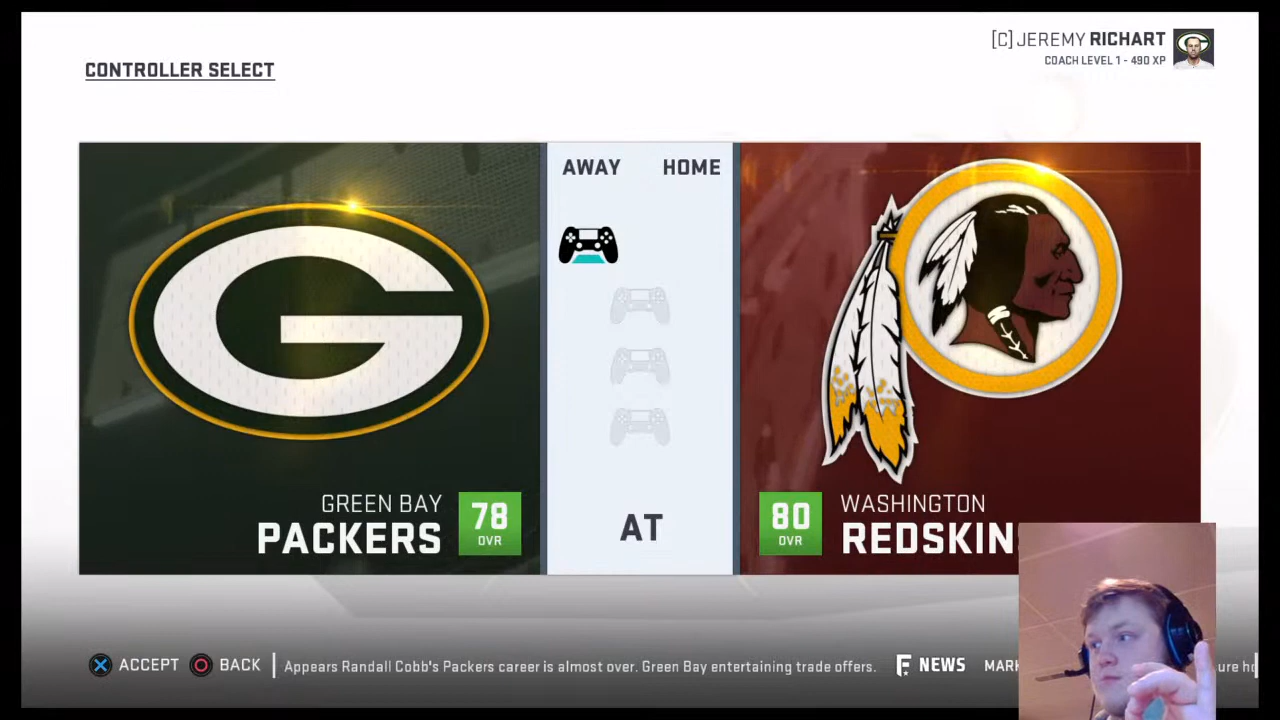 [C] JEREMY RICHART
COACH LEVEL 1 - 490 XP
CONTROLLER SELECT
AWAY HOME
G
GREEN BAY
PACKERS
78
OVR
AT
80
OVR
WASHINGTON
REDSKIN
ACCEPT BACK Appears Randall Cobb's Packers career is almost over. Green Bay entertaining trade offers. F NEWS